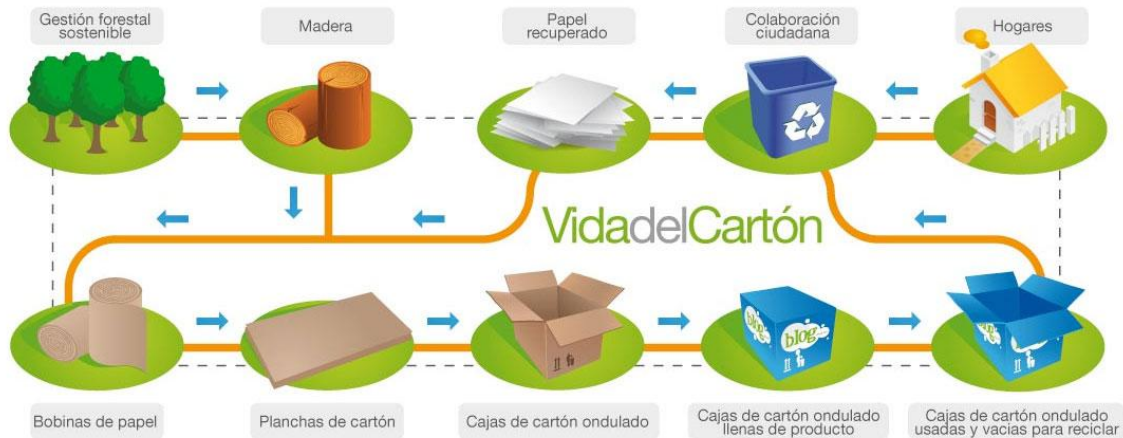 Gestión forestal
sostenible
Madera
Papel
recuperado
Colaboración
ciudadana
Hogares
VidadelCartón
blog
blog
Bobinas de papel
Planchas de cartón
Cajas de cartón ondulado
Cajas de cartón ondulado
llenas de producto
Cajas de cartón ondulado
usadas y vacias para reciclar